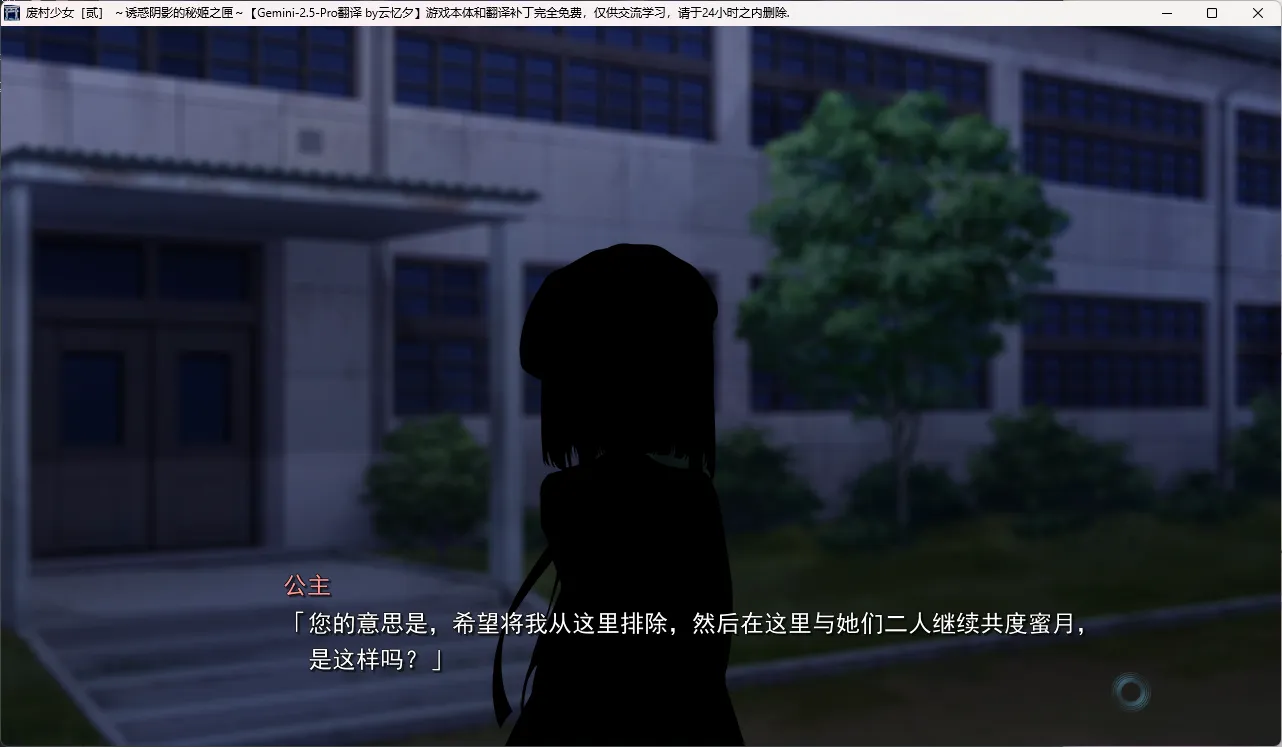 废村少女［贰］ ～诱惑阴影的秘姬之匣～【Gemini-2.5-Pro翻译 by云忆夕】游戏本体和翻译补丁完全免费，仅供交流学习，请于24小时之内删除.
公主
「您的意思是，希望将我从这里排除，然后在这里与她们二人继续共度蜜月，
是这样吗？」